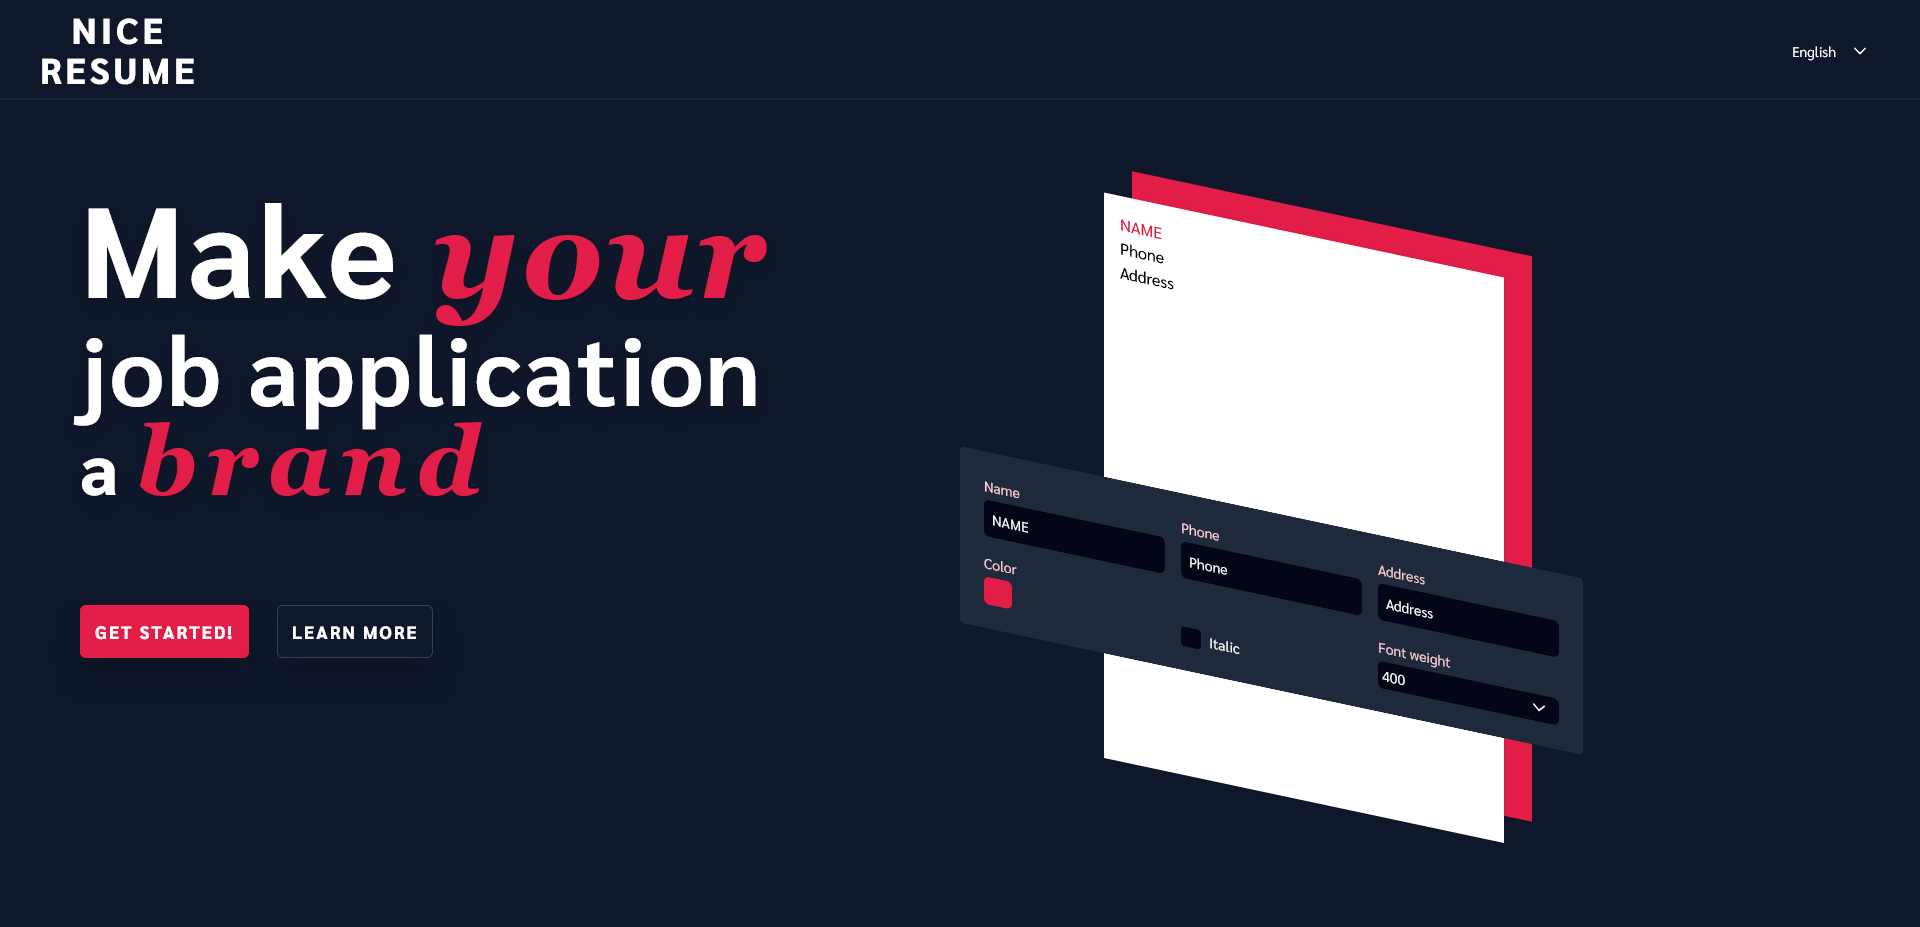 NICE
RESUME
English
Make your
job application
a brand
GET STARTED!
LEARN MORE
NAME
Phone
Address
Name
NAME
Phone
Phone
Address
Address
Color
Italic
Font weight
400